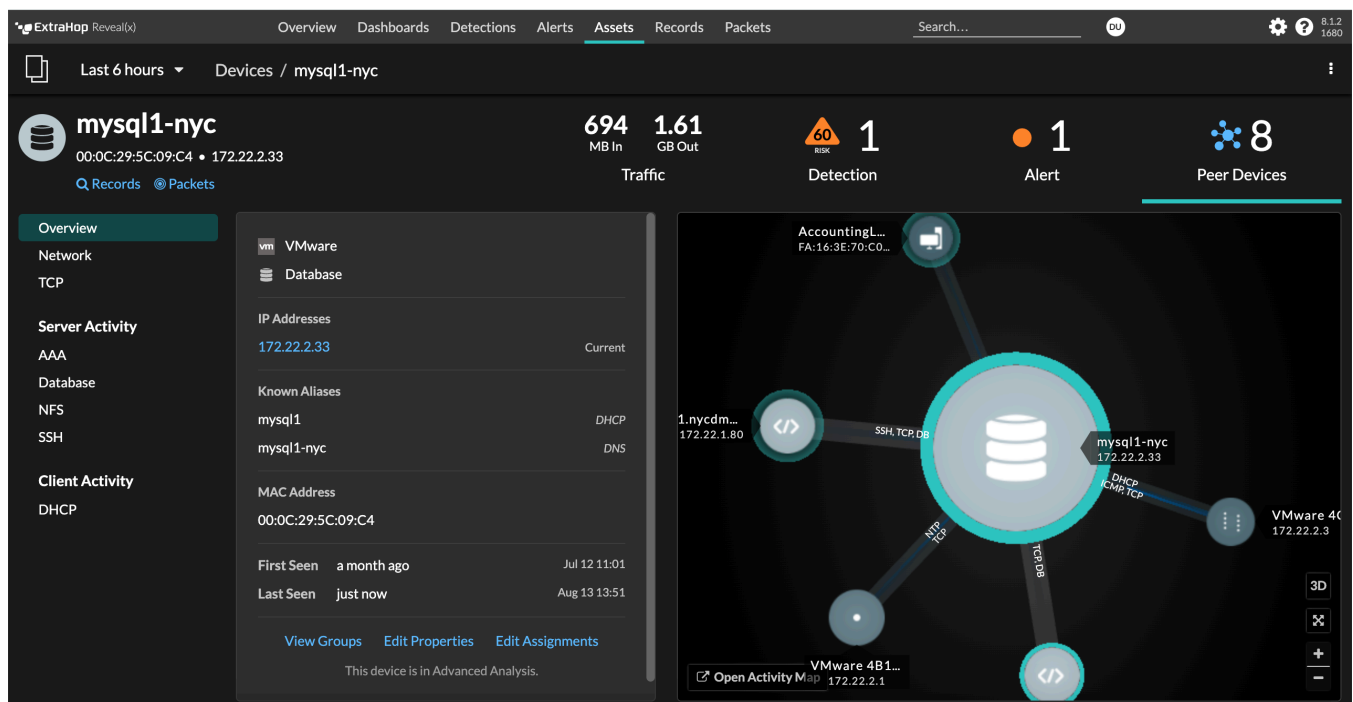 ExtraHop Reveal(x)
Overview Dashboards Detections Alerts Assets Records Packets
Search...
DU
?
8.1.2
1680
Last 6 hours
Devices / mysql1-nyc
mysql1-nyc
00:0C:29:5C:09:C4 • 172.22.2.33
Records Packets
694 MB In
1.61 GB Out
Traffic
60
RISK
1
Detection
1
Alert
8
Peer Devices
Overview
Network
TCP
Server Activity
AAA
Database
NFS
SSH
Client Activity
DHCP
vm VMware
Database
IP Addresses
172.22.2.33 Current
Known Aliases
mysql1 DHCP
mysql1-nyc DNS
MAC Address
00:0C:29:5C:09:C4
First Seen a month ago Jul 12 11:01
Last Seen just now Aug 13 13:51
View Groups Edit Properties Edit Assignments
This device is in Advanced Analysis.
AccountingL...
FA:16:3E:70:C0...
1.nycdm...
172.22.1.80
</>
SSH, TCP, DB
mysql1-nyc
172.22.2.33
DHCP
ICMP, TCP
VMware 4C
172.22.2.3
NTP
TCP
TCP, DB
VMware 4B1...
172.22.2.1
</>
Open Activity Map
3D
+
−